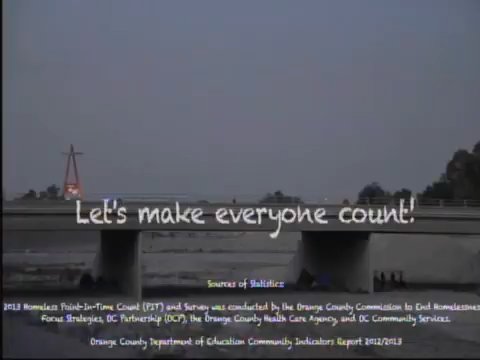 Let's make everyone count!
Sources of Statistics
2013 Homeless Point-In-Time Count (PIT) and Survey was conducted by the Orange County Commission to End Homelessness
Focus Strategies, OC Partnership (OCP), the Orange County Health Care Agency, and OC Community Services.
Orange County Department of Education Community Indicators Report 2012/2013